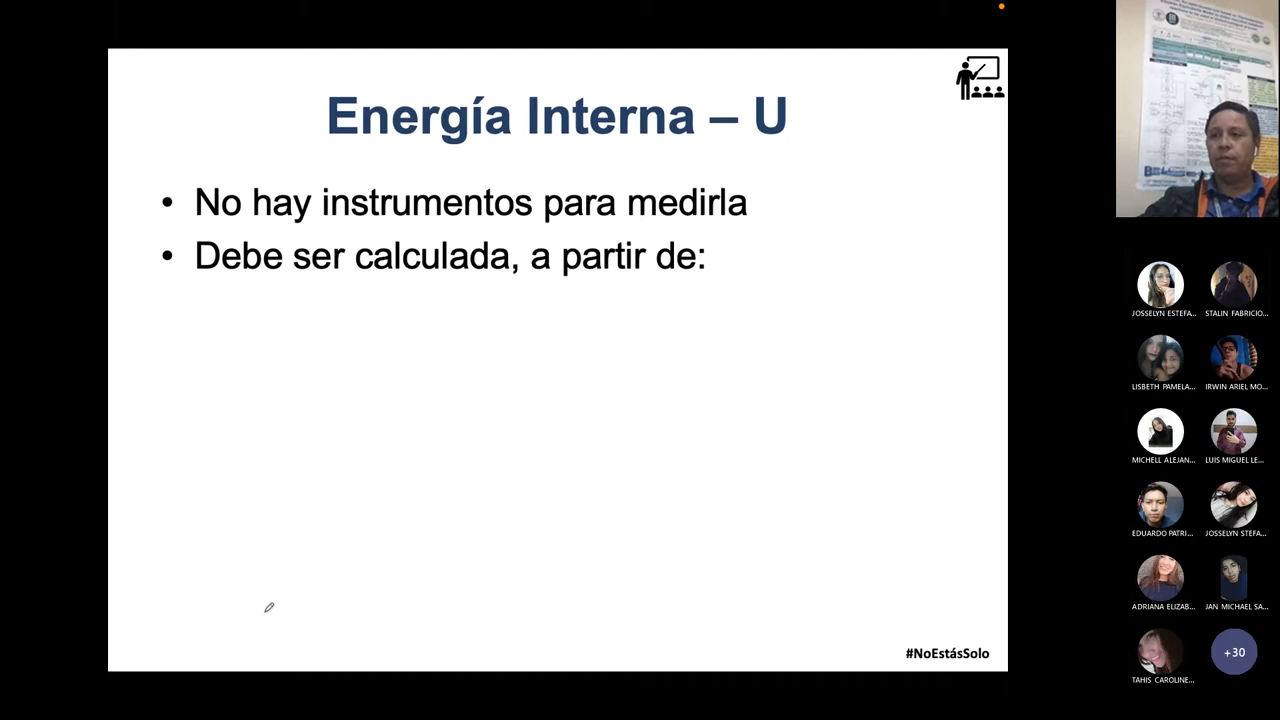 Energía Interna – U
• No hay instrumentos para medirla
• Debe ser calculada, a partir de:
#NoEstásSolo
JOSSELYN ESTEFA...
STALIN FABRICIO...
LISBETH PAMELA...
IRWIN ARIEL MO...
MICHELL ALEJAN...
LUIS MIGUEL LE...
EDUARDO PATRI...
JOSSELYN STEFA...
ADRIANA ELIZAB...
JAN MICHAEL SA...
TAHIS CAROLINE...
+30